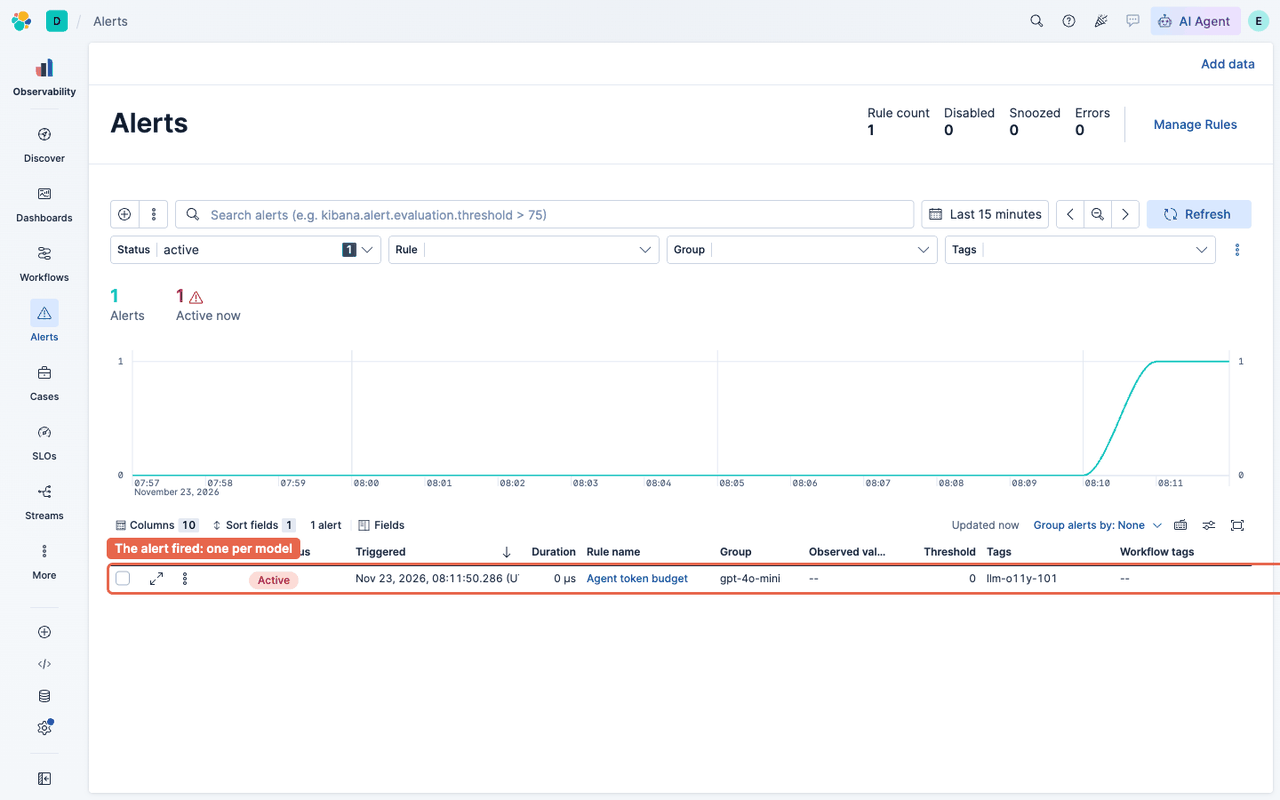 D / Alerts
AI Agent
E
Observability
Discover
Dashboards
Workflows
Alerts
Cases
SLOs
Streams
More
Add data
Alerts
Rule count 1
Disabled 0
Snoozed 0
Errors 0
Manage Rules
Search alerts (e.g. kibana.alert.evaluation.threshold > 75)
Last 15 minutes
Refresh
Status active 1
Rule
Group
Tags
1 Alerts
1 Active now
1 1
0 0
07:57 07:58 07:59 08:00 08:01 08:02 08:03 08:04 08:05 08:06 08:07 08:08 08:09 08:10 08:11
November 23, 2026
Columns 10 Sort fields 1 1 alert Fields Updated now Group alerts by: None
The alert fired: one per model
Triggered Duration Rule name Group Observed val... Threshold Tags Workflow tags
Active Nov 23, 2026, 08:11:50.286 (U 0 μs Agent token budget gpt-4o-mini -- 0 llm-o11y-101 --